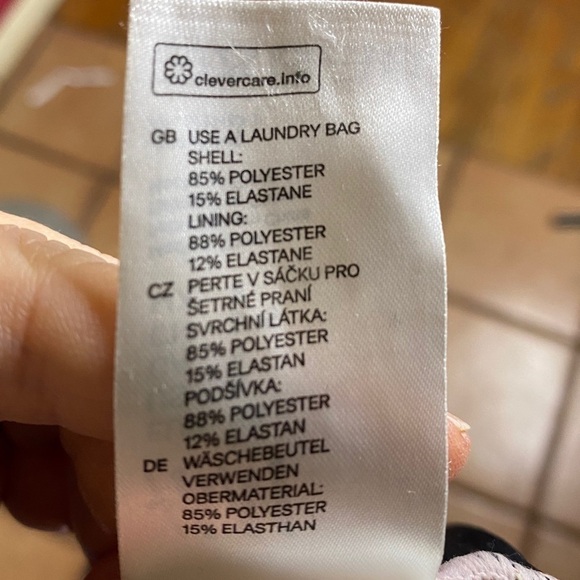 clevercare.info
GB USE A LAUNDRY BAG
SHELL:
85% POLYESTER
15% ELASTANE
LINING:
88% POLYESTER
12% ELASTANE
CZ PERTE V SÁČKU PRO
ŠETRNÉ PRANÍ
SVRCHNÍ LÁTKA:
85% POLYESTER
15% ELASTAN
PODŠÍVKA:
88% POLYESTER
12% ELASTAN
DE WÄSCHEBEUTEL
VERWENDEN
OBERMATERIAL:
85% POLYESTER
15% ELASTHAN